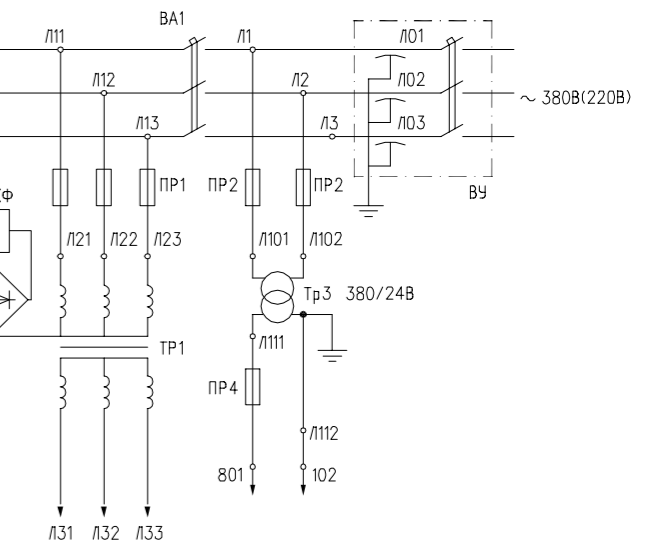 ВА1
Л11 Л1 Л01
Л12 Л2 Л02
~ 380В(220В)
Л13 Л3 Л03
ПР1 ПР2 ПР2
ВУ
Ф
Л21 Л22 Л23 Л101 Л102
Тр3 380/24В
ТР1 Л111
ПР4
Л112
801 102
Л31 Л32 Л33